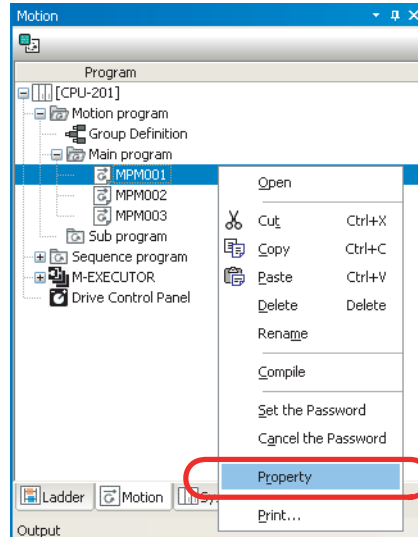 Motion
Program
[CPU-201]
Motion program
Group Definition
Main program
MPM001
MPM002
MPM003
Sub program
Sequence program
M-EXECUTOR
Drive Control Panel
Open
Cut Ctrl+X
Copy Ctrl+C
Paste Ctrl+V
Delete Delete
Rename
Compile
Set the Password
Cancel the Password
Property
Print...
Ladder Motion Sy
Output